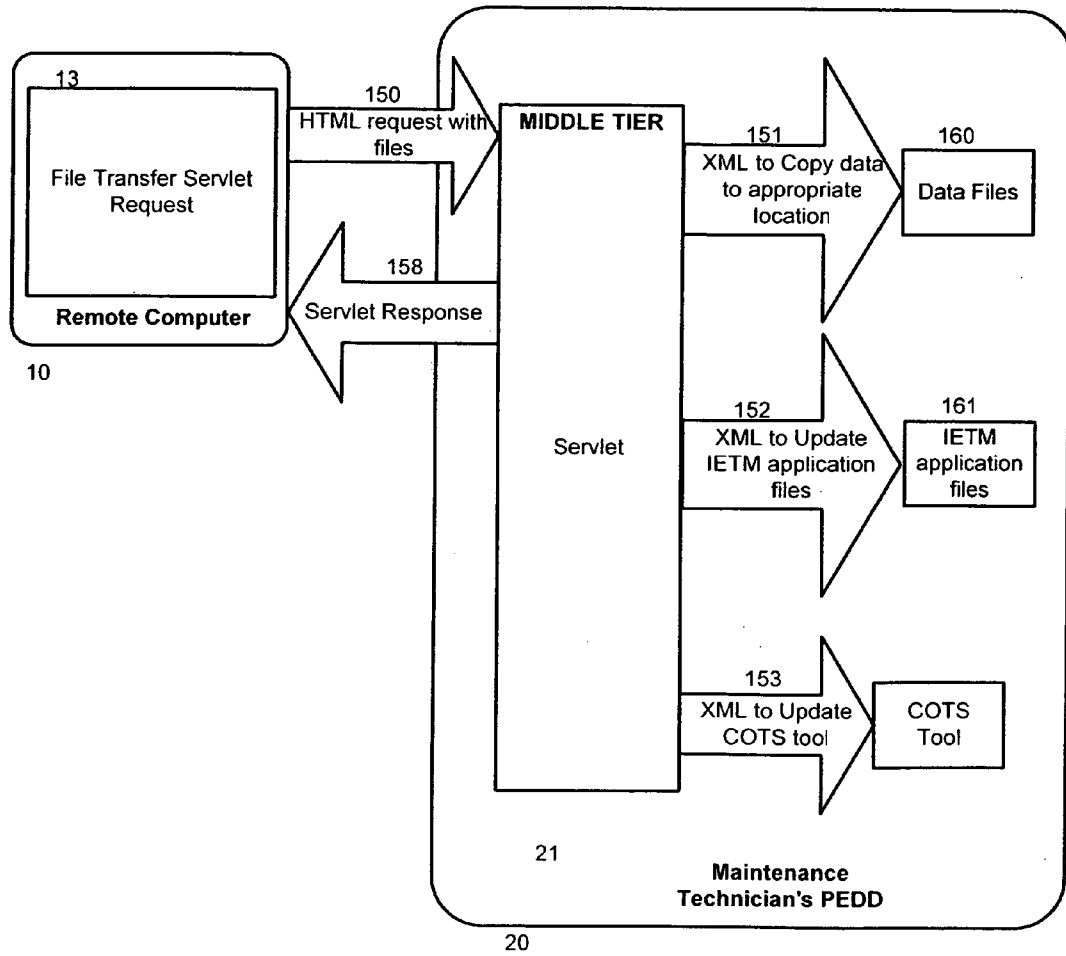 13
File Transfer Servlet
Request
Remote Computer
10
150
HTML request with
files
158
Servlet Response
MIDDLE TIER
Servlet
21
151
XML to Copy data
to appropriate
location
160
Data Files
152
XML to Update
IETM application
files
161
IETM
application
files
153
XML to Update
COTS tool
COTS
Tool
Maintenance
Technician's PEDD
20